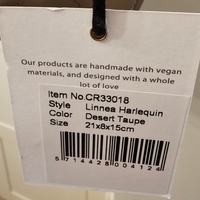 Our products are handmade with vegan
materials, and designed with a whole
lot of love
Item No.CR33018
Style Linnea Harlequin
Color Desert Taupe
Size 21x8x15cm
5714428004124